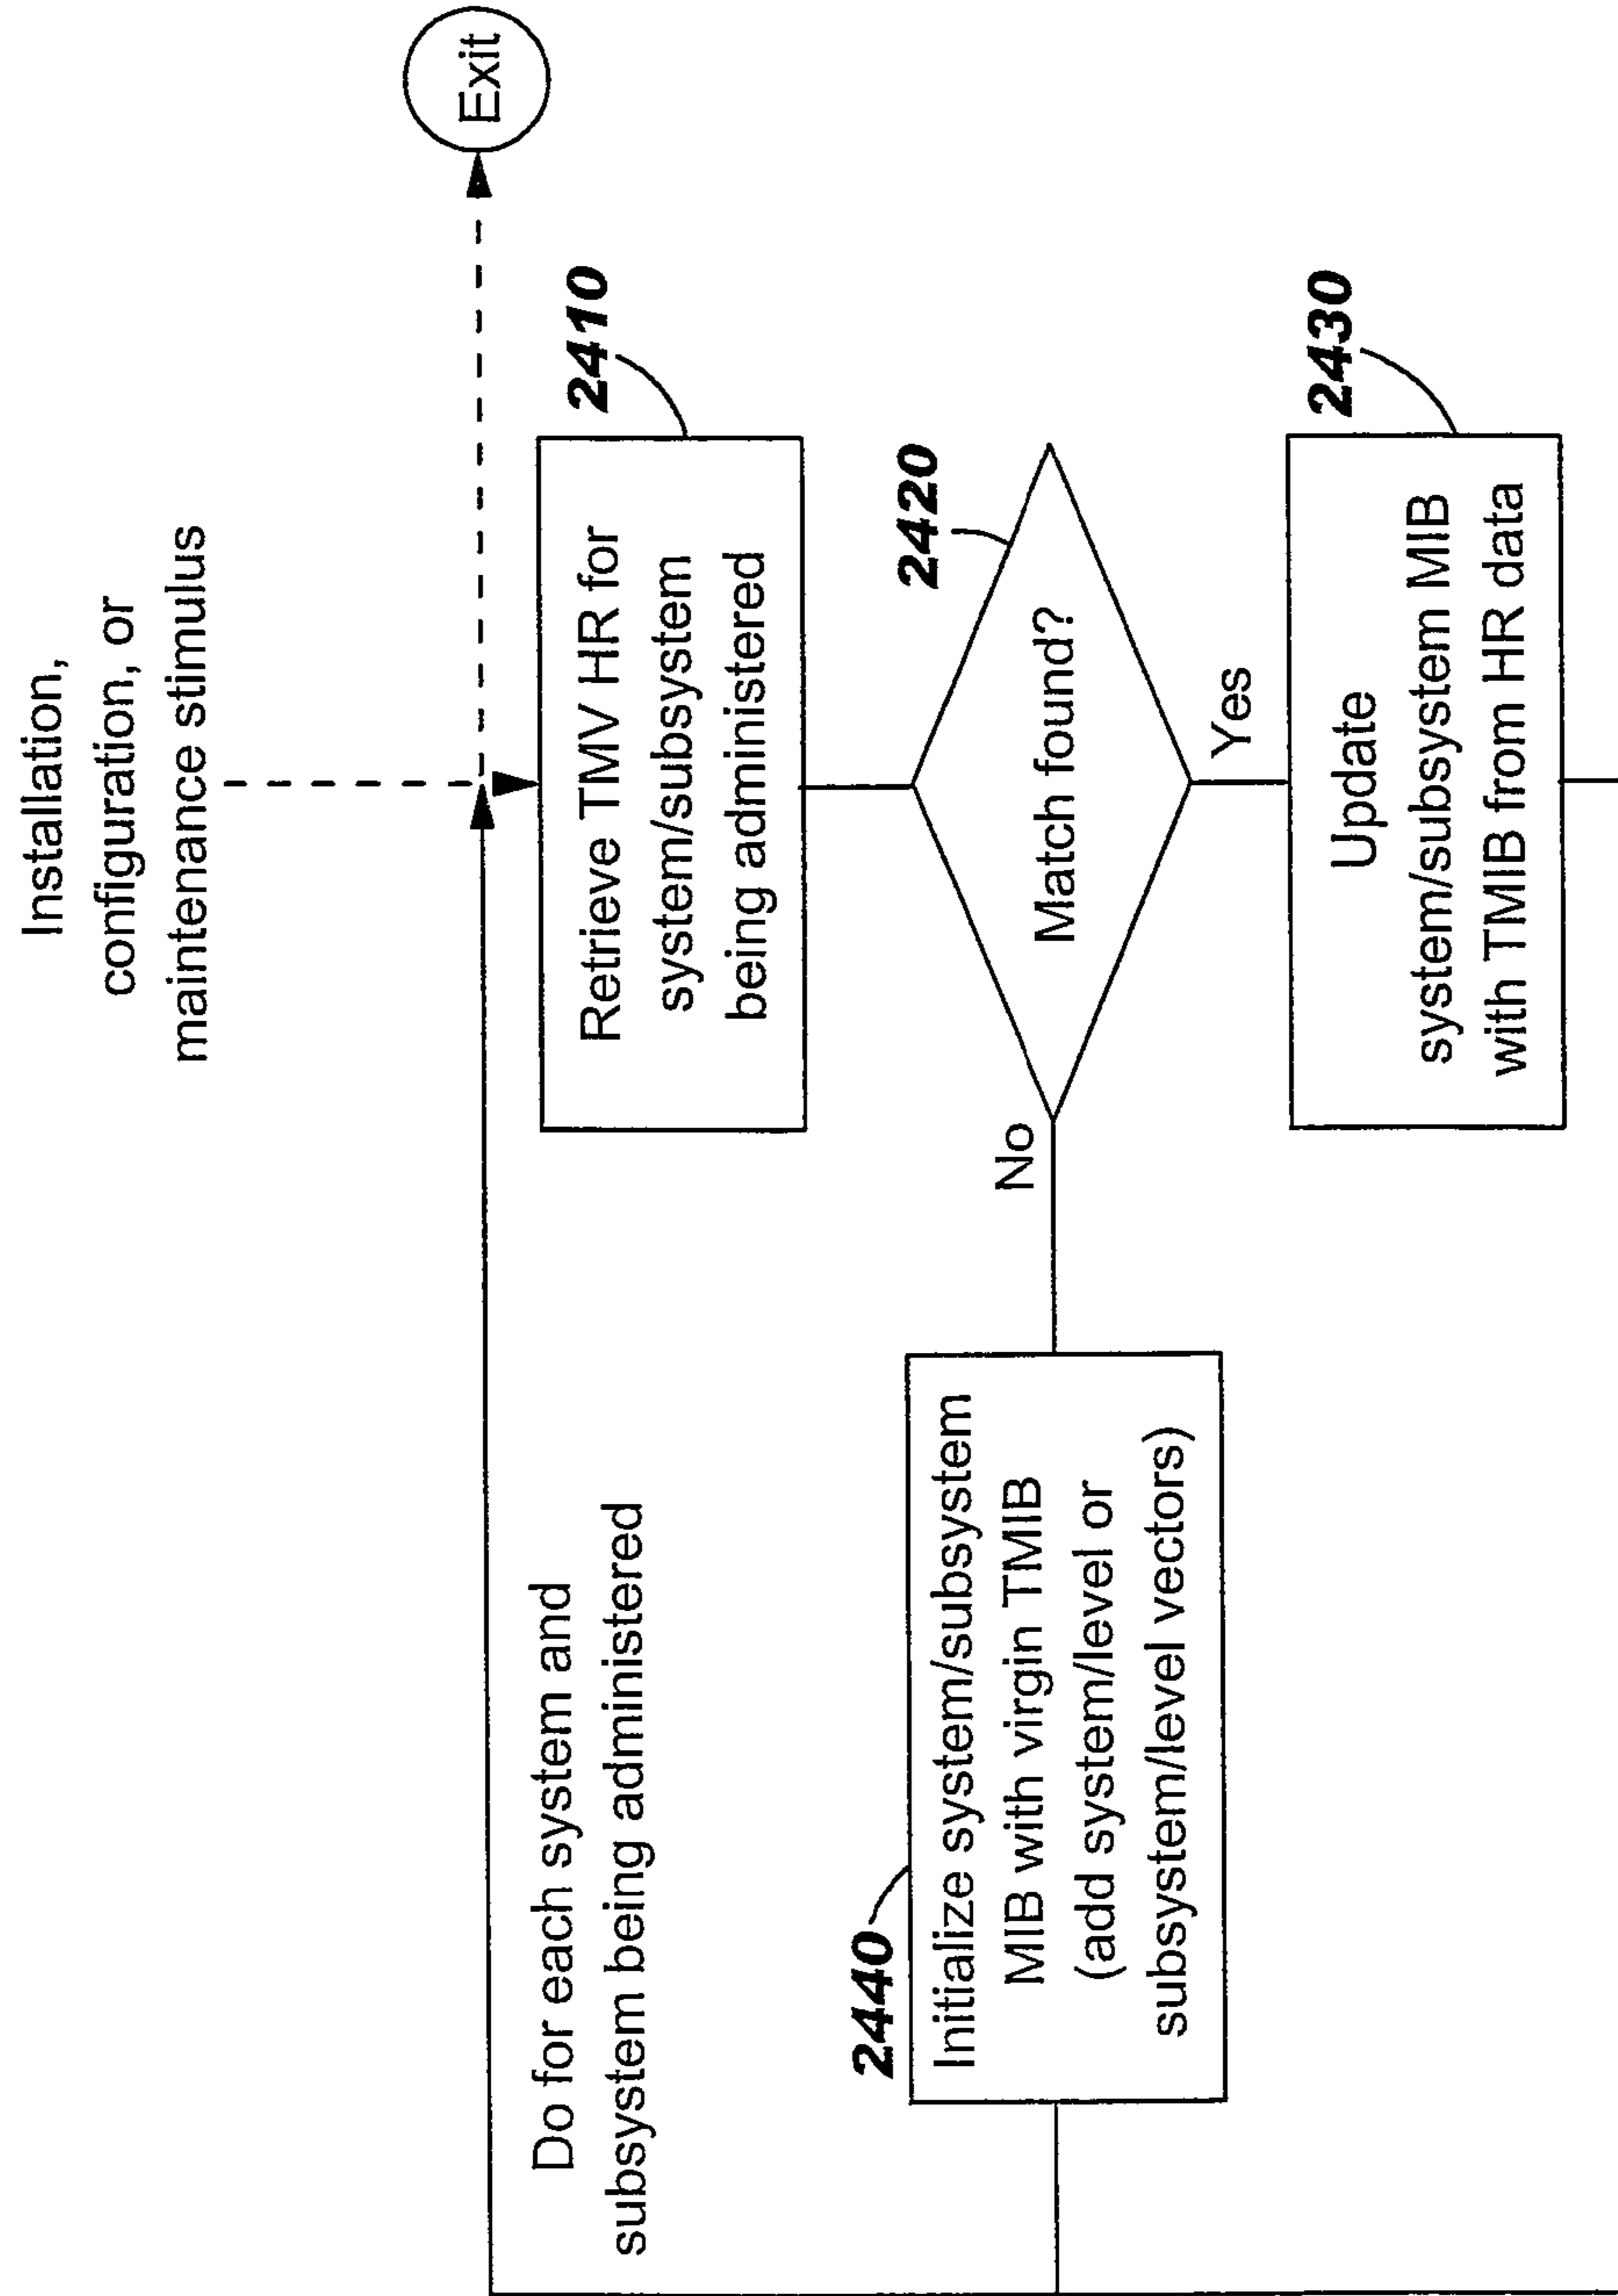 Installation,
configuration, or
maintenance stimulus
Exit
Do for each system and
subsystem being administered
2410
Retrieve TMV HR for
system/subsystem
being administered
2420
Match found?
No
Yes
2440
Initialize system/subsystem
MIB with virgin TMIB
(add system/level or
subsystem/level vectors)
2430
Update
system/subsystem MIB
with TMIB from HR data